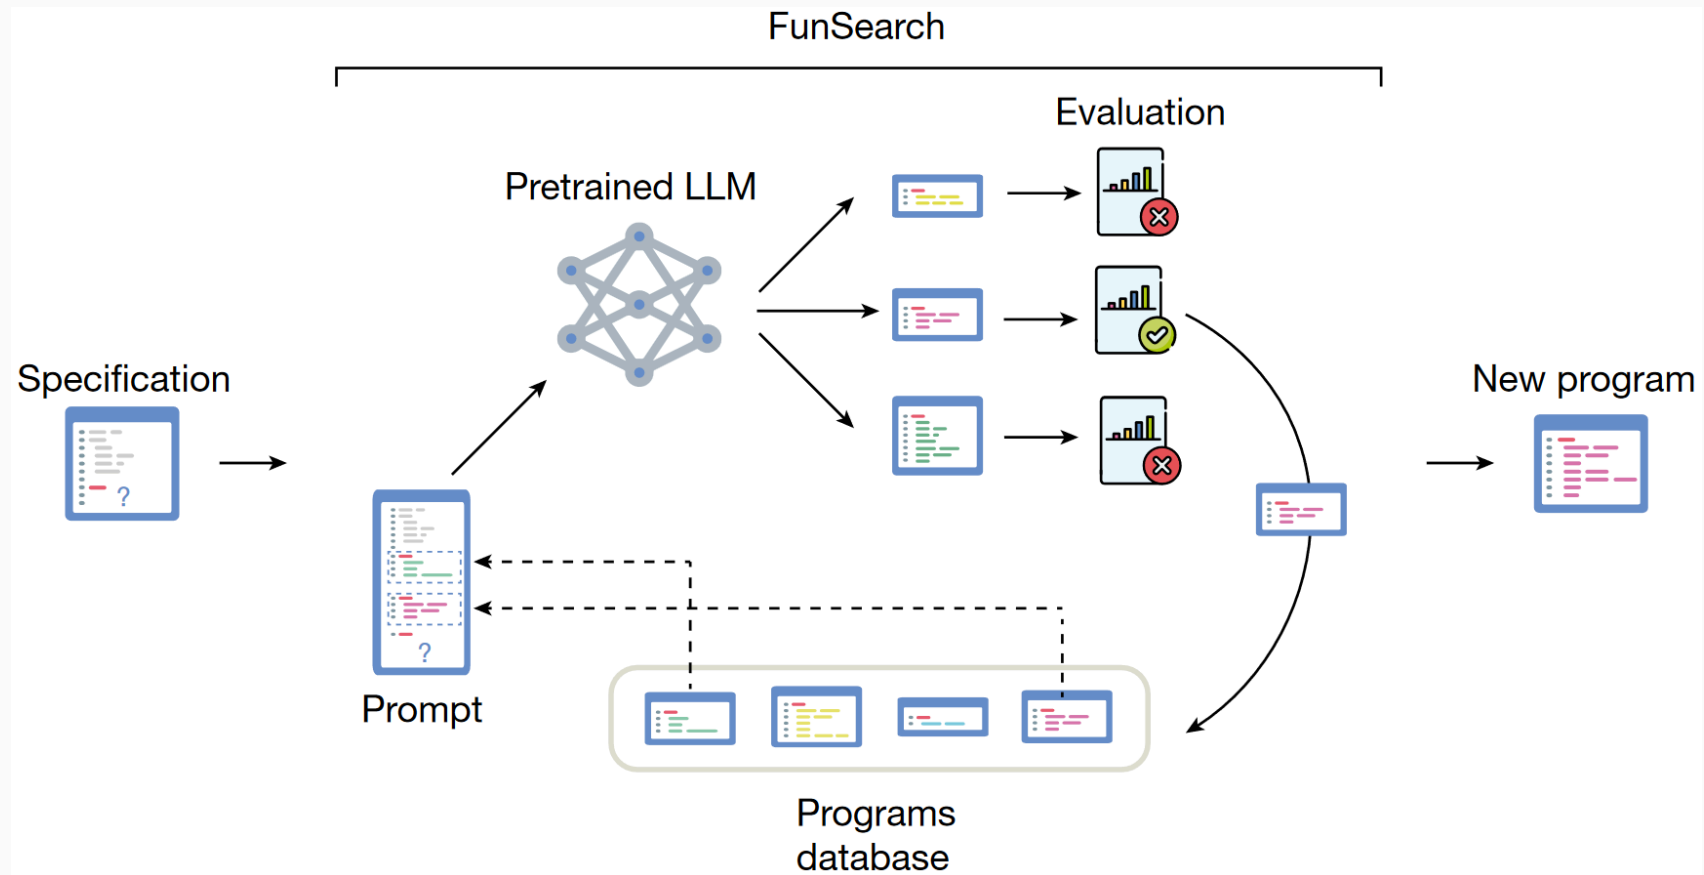 FunSearch
Evaluation
Pretrained LLM
Specification
?
New program
?
Prompt
Programs
database